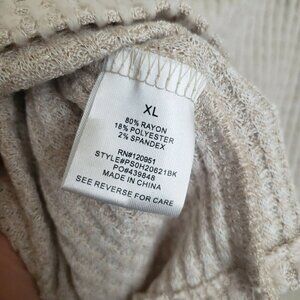 XL
80% RAYON
18% POLYESTER
2% SPANDEX
RN#120951
STYLE#PS0H20621BK
PO#439848
MADE IN CHINA
SEE REVERSE FOR CARE